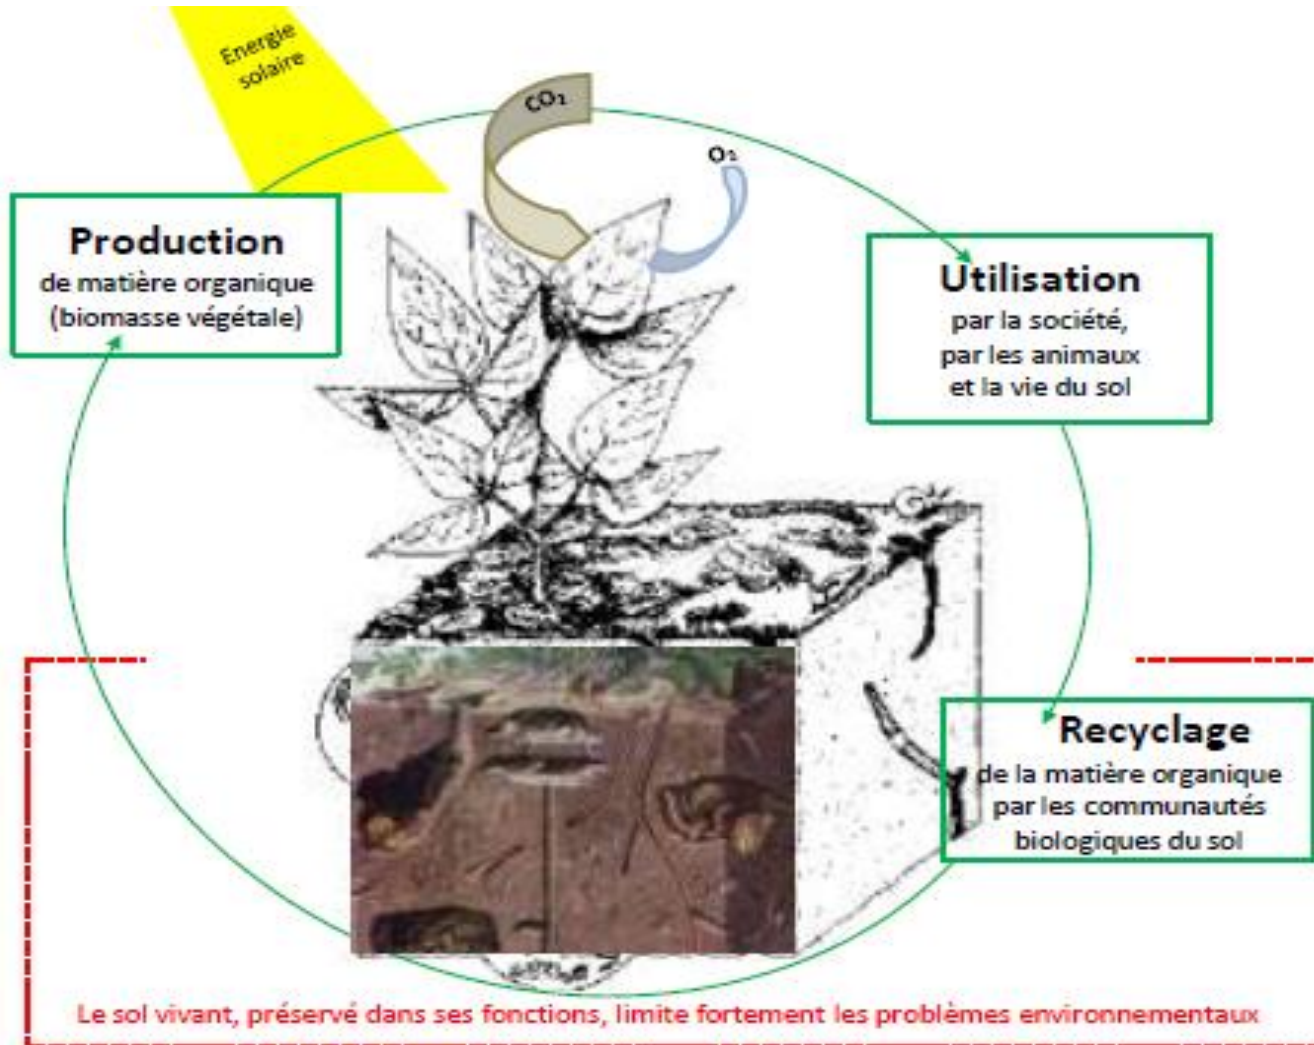 Energie
solaire
CO₂
O₂
Production
de matière organique
(biomasse végétale)
Utilisation
par la société,
par les animaux
et la vie du sol
Recyclage
de la matière organique
par les communautés
biologiques du sol
Le sol vivant, préservé dans ses fonctions, limite fortement les problèmes environnementaux